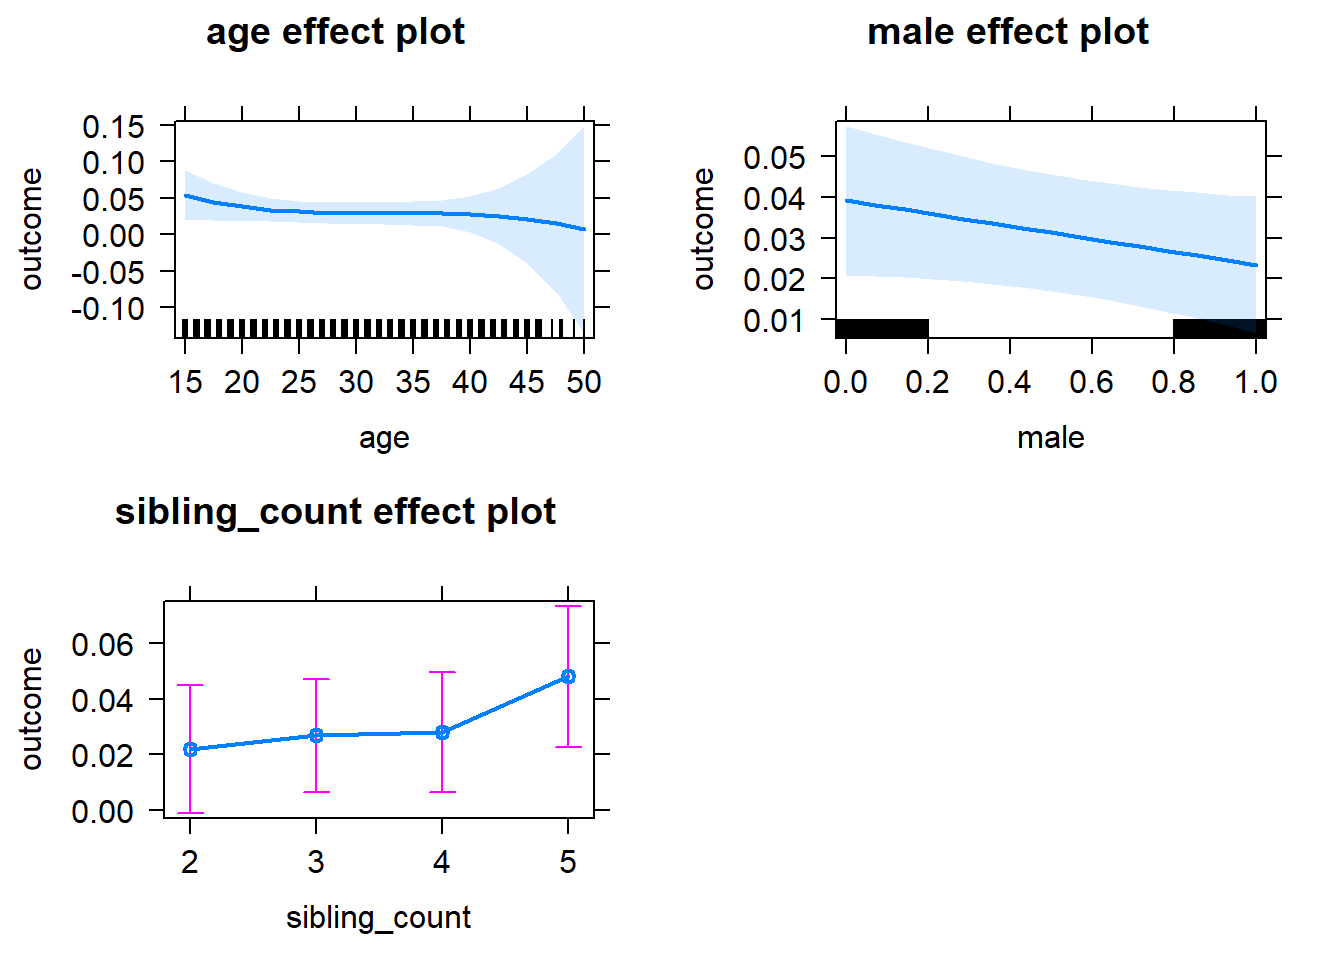 age effect plot
outcome
0.15
0.10
0.05
0.00
-0.05
-0.10
15 20 25 30 35 40 45 50
age
male effect plot
outcome
0.05
0.04
0.03
0.02
0.01
0.0 0.2 0.4 0.6 0.8 1.0
male
sibling_count effect plot
outcome
0.06
0.04
0.02
0.00
2 3 4 5
sibling_count